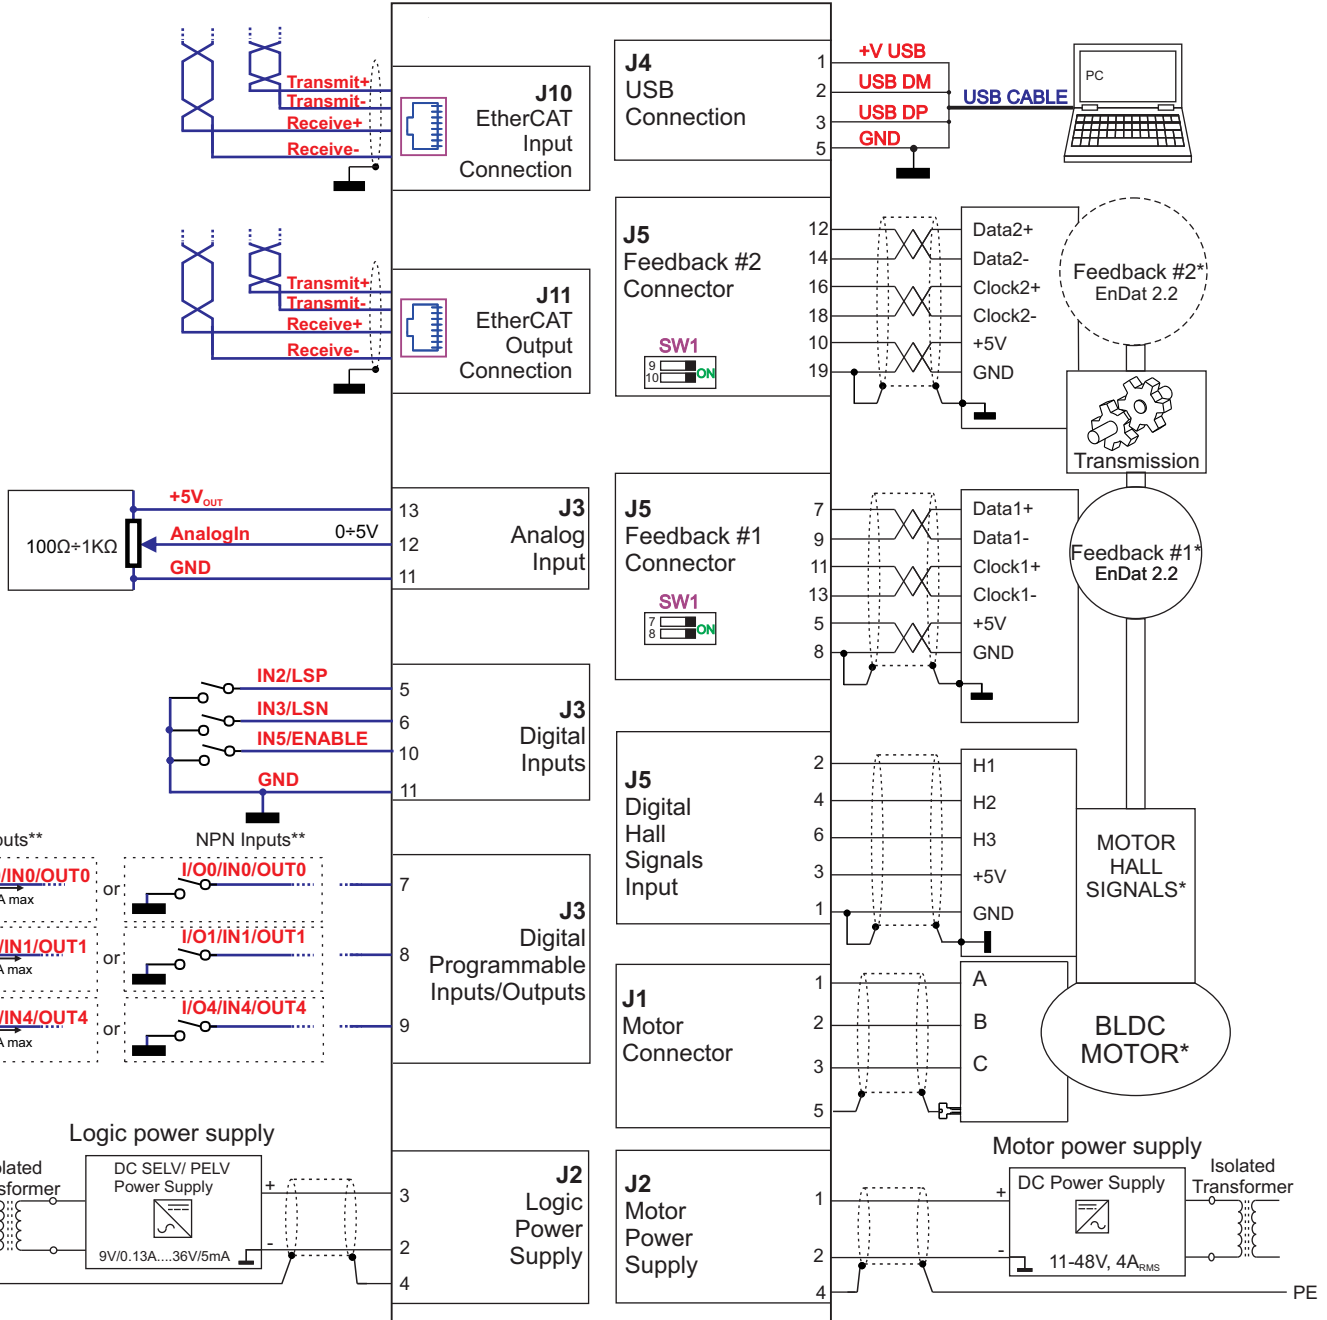 Transmit+
Transmit-
Receive+
Receive-
J10
EtherCAT
Input
Connection
Transmit+
Transmit-
Receive+
Receive-
J11
EtherCAT
Output
Connection
+5VOUT
AnalogIn
0÷5V
GND
100Ω÷1KΩ
13
12
11
J3
Analog
Input
IN2/LSP
IN3/LSN
IN5/ENABLE
GND
5
6
10
11
J3
Digital
Inputs
puts**
NPN Inputs**
/IN0/OUT0
A max
or
I/O0/IN0/OUT0
7
/IN1/OUT1
A max
or
I/O1/IN1/OUT1
8
/IN4/OUT4
A max
or
I/O4/IN4/OUT4
9
J3
Digital
Programmable
Inputs/Outputs
Logic power supply
olated
sformer
DC SELV/ PELV
Power Supply
9V/0.13A....36V/5mA
+
-
3
2
4
J2
Logic
Power
Supply
J4
USB
Connection
1
2
3
5
+V USB
USB DM
USB DP
GND
USB CABLE
PC
J5
Feedback #2
Connector
SW1
9
10
ON
12
14
16
18
10
19
Data2+
Data2-
Clock2+
Clock2-
+5V
GND
Feedback #2*
EnDat 2.2
Transmission
J5
Feedback #1
Connector
SW1
7
8
ON
7
9
11
13
5
8
Data1+
Data1-
Clock1+
Clock1-
+5V
GND
Feedback #1*
EnDat 2.2
J5
Digital
Hall
Signals
Input
2
4
6
3
1
H1
H2
H3
+5V
GND
MOTOR
HALL
SIGNALS*
J1
Motor
Connector
1
2
3
5
A
B
C
BLDC
MOTOR*
J2
Motor
Power
Supply
1
2
4
Motor power supply
+
-
DC Power Supply
11-48V, 4ARMS
Isolated
Transformer
PE